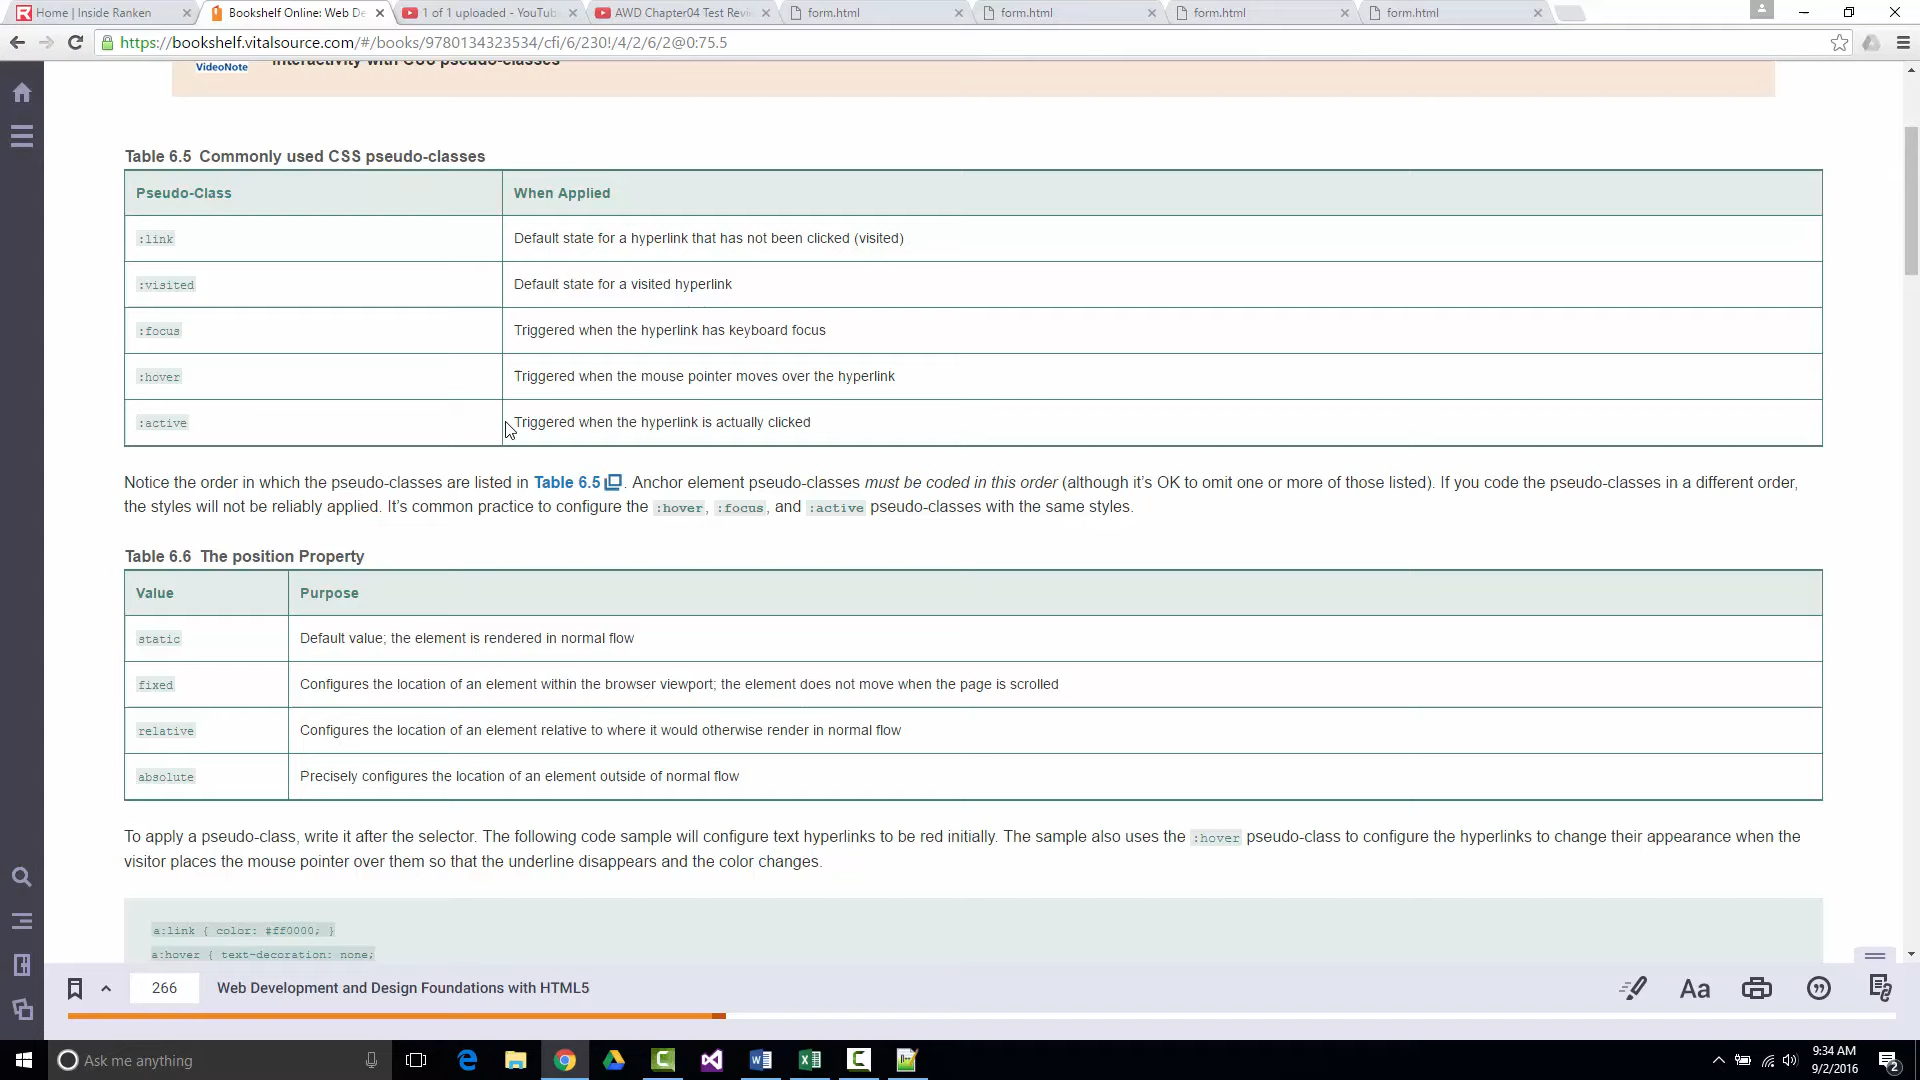 Home | Inside Ranken
Bookshelf Online: Web De
1 of 1 uploaded - YouTub
AWD Chapter04 Test Revi
form.html
form.html
form.html
form.html
https://bookshelf.vitalsource.com/#/books/9780134323534/cfi/6/230!/4/2/6/2@0:75.5
VideoNote
Interactivity with CSS pseudo-classes
Table 6.5 Commonly used CSS pseudo-classes
Pseudo-Class When Applied
:link Default state for a hyperlink that has not been clicked (visited)
:visited Default state for a visited hyperlink
:focus Triggered when the hyperlink has keyboard focus
:hover Triggered when the mouse pointer moves over the hyperlink
:active Triggered when the hyperlink is actually clicked
Notice the order in which the pseudo-classes are listed in Table 6.5. Anchor element pseudo-classes must be coded in this order (although it's OK to omit one or more of those listed). If you code the pseudo-classes in a different order,
the styles will not be reliably applied. It's common practice to configure the :hover, :focus, and :active pseudo-classes with the same styles.
Table 6.6 The position Property
Value Purpose
static Default value; the element is rendered in normal flow
fixed Configures the location of an element within the browser viewport; the element does not move when the page is scrolled
relative Configures the location of an element relative to where it would otherwise render in normal flow
absolute Precisely configures the location of an element outside of normal flow
To apply a pseudo-class, write it after the selector. The following code sample will configure text hyperlinks to be red initially. The sample also uses the :hover pseudo-class to configure the hyperlinks to change their appearance when the
visitor places the mouse pointer over them so that the underline disappears and the color changes.
a:link { color: #ff0000; }
a:hover { text-decoration: none;
266 Web Development and Design Foundations with HTML5
Aa
Ask me anything
9:34 AM
9/2/2016
2